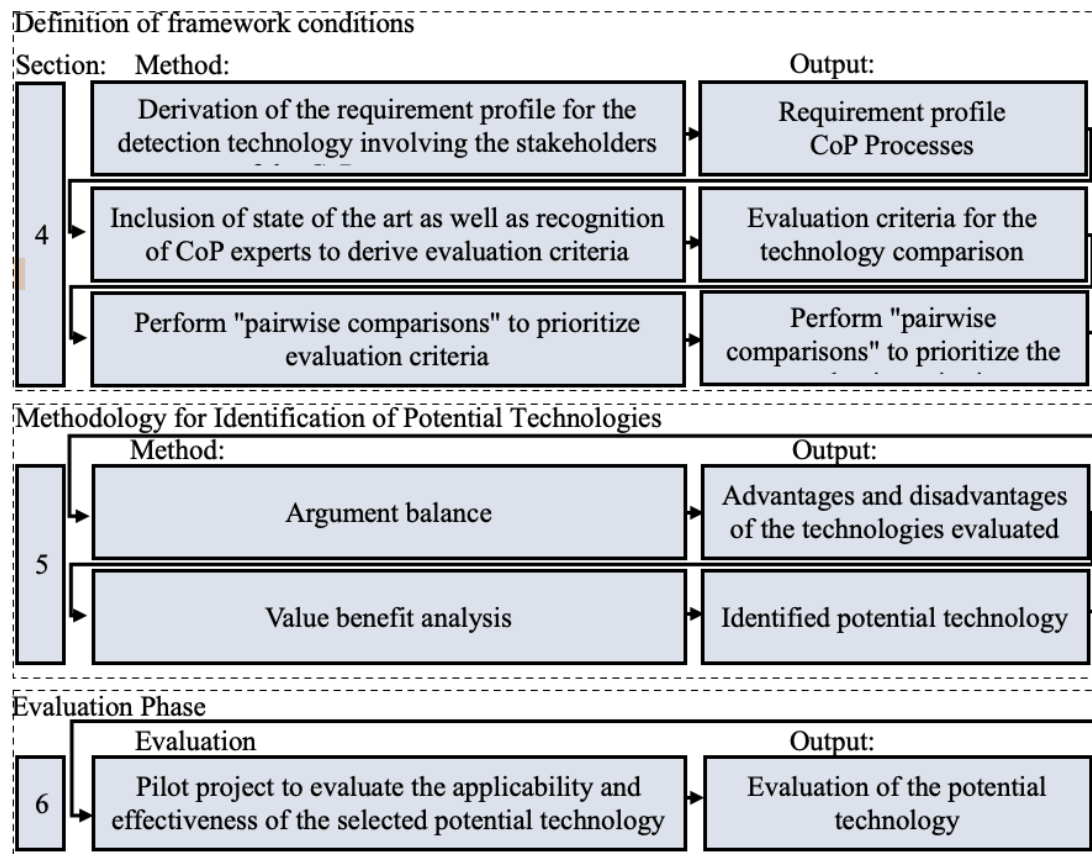 Definition of framework conditions
Section: Method: Output:
4
Derivation of the requirement profile for the
detection technology involving the stakeholders
Requirement profile
CoP Processes
Inclusion of state of the art as well as recognition
of CoP experts to derive evaluation criteria
Evaluation criteria for the
technology comparison
Perform "pairwise comparisons" to prioritize
evaluation criteria
Perform "pairwise
comparisons" to prioritize the
Methodology for Identification of Potential Technologies
Method: Output:
5
Argument balance
Advantages and disadvantages
of the technologies evaluated
Value benefit analysis
Identified potential technology
Evaluation Phase
Evaluation Output:
6
Pilot project to evaluate the applicability and
effectiveness of the selected potential technology
Evaluation of the potential
technology